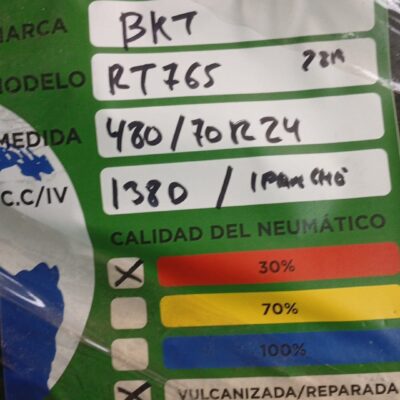 MARCA BKT
MODELO RT765
MEDIDA 480/70R24
C.C/IV 1380 / 1 PARCHE
CALIDAD DEL NEUMÁTICO
X 30%
70%
100%
X VULCANIZADA/REPARADA